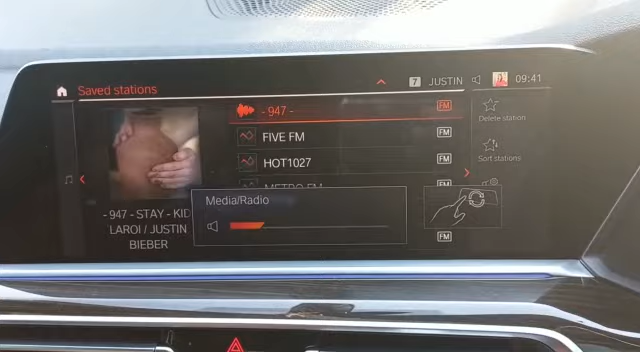 Saved stations
7 JUSTIN 09:41
- 947 - FM
Delete station
FIVE FM FM
HOT1027 FM
Sort stations
METRO FM
Media/Radio
- 947 - STAY - KID
LAROI / JUSTIN
BIEBER
FM